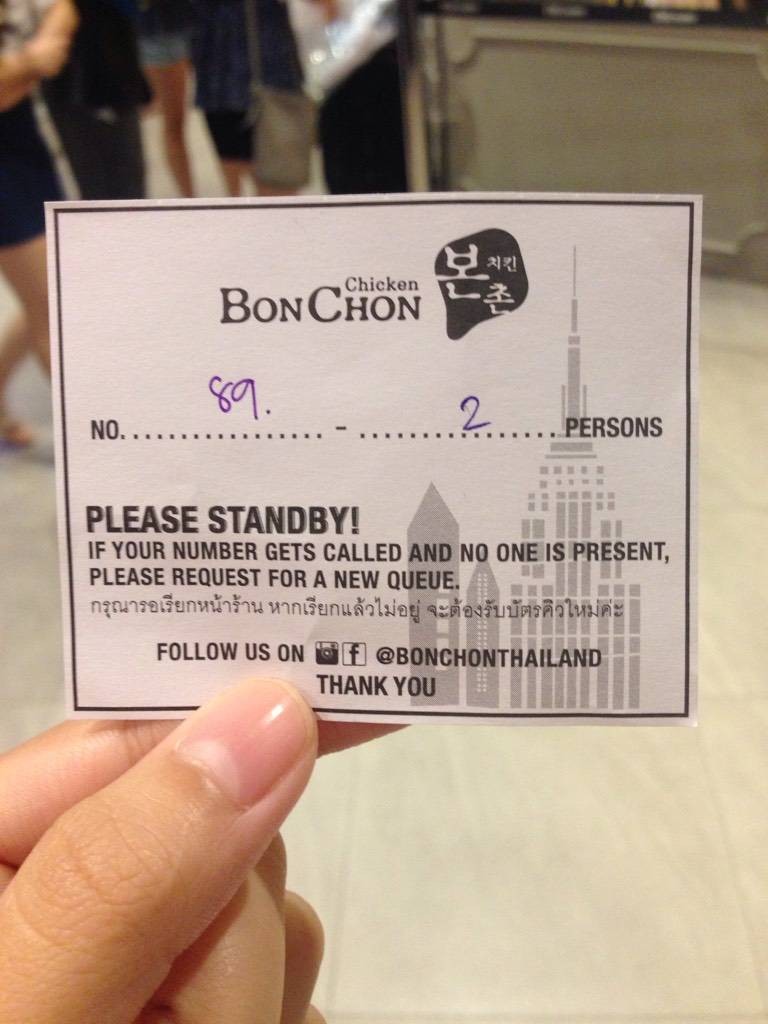 Chicken
BONCHON
본 치킨
촌
89.
2
NO.................. - .................PERSONS
PLEASE STANDBY!
IF YOUR NUMBER GETS CALLED AND NO ONE IS PRESENT,
PLEASE REQUEST FOR A NEW QUEUE.
กรุณารอเรียกหน้าร้าน หากเรียกแล้วไม่อยู่ จะต้องรับบัตรคิวใหม่ค่ะ
FOLLOW US ON f @BONCHONTHAILAND
THANK YOU